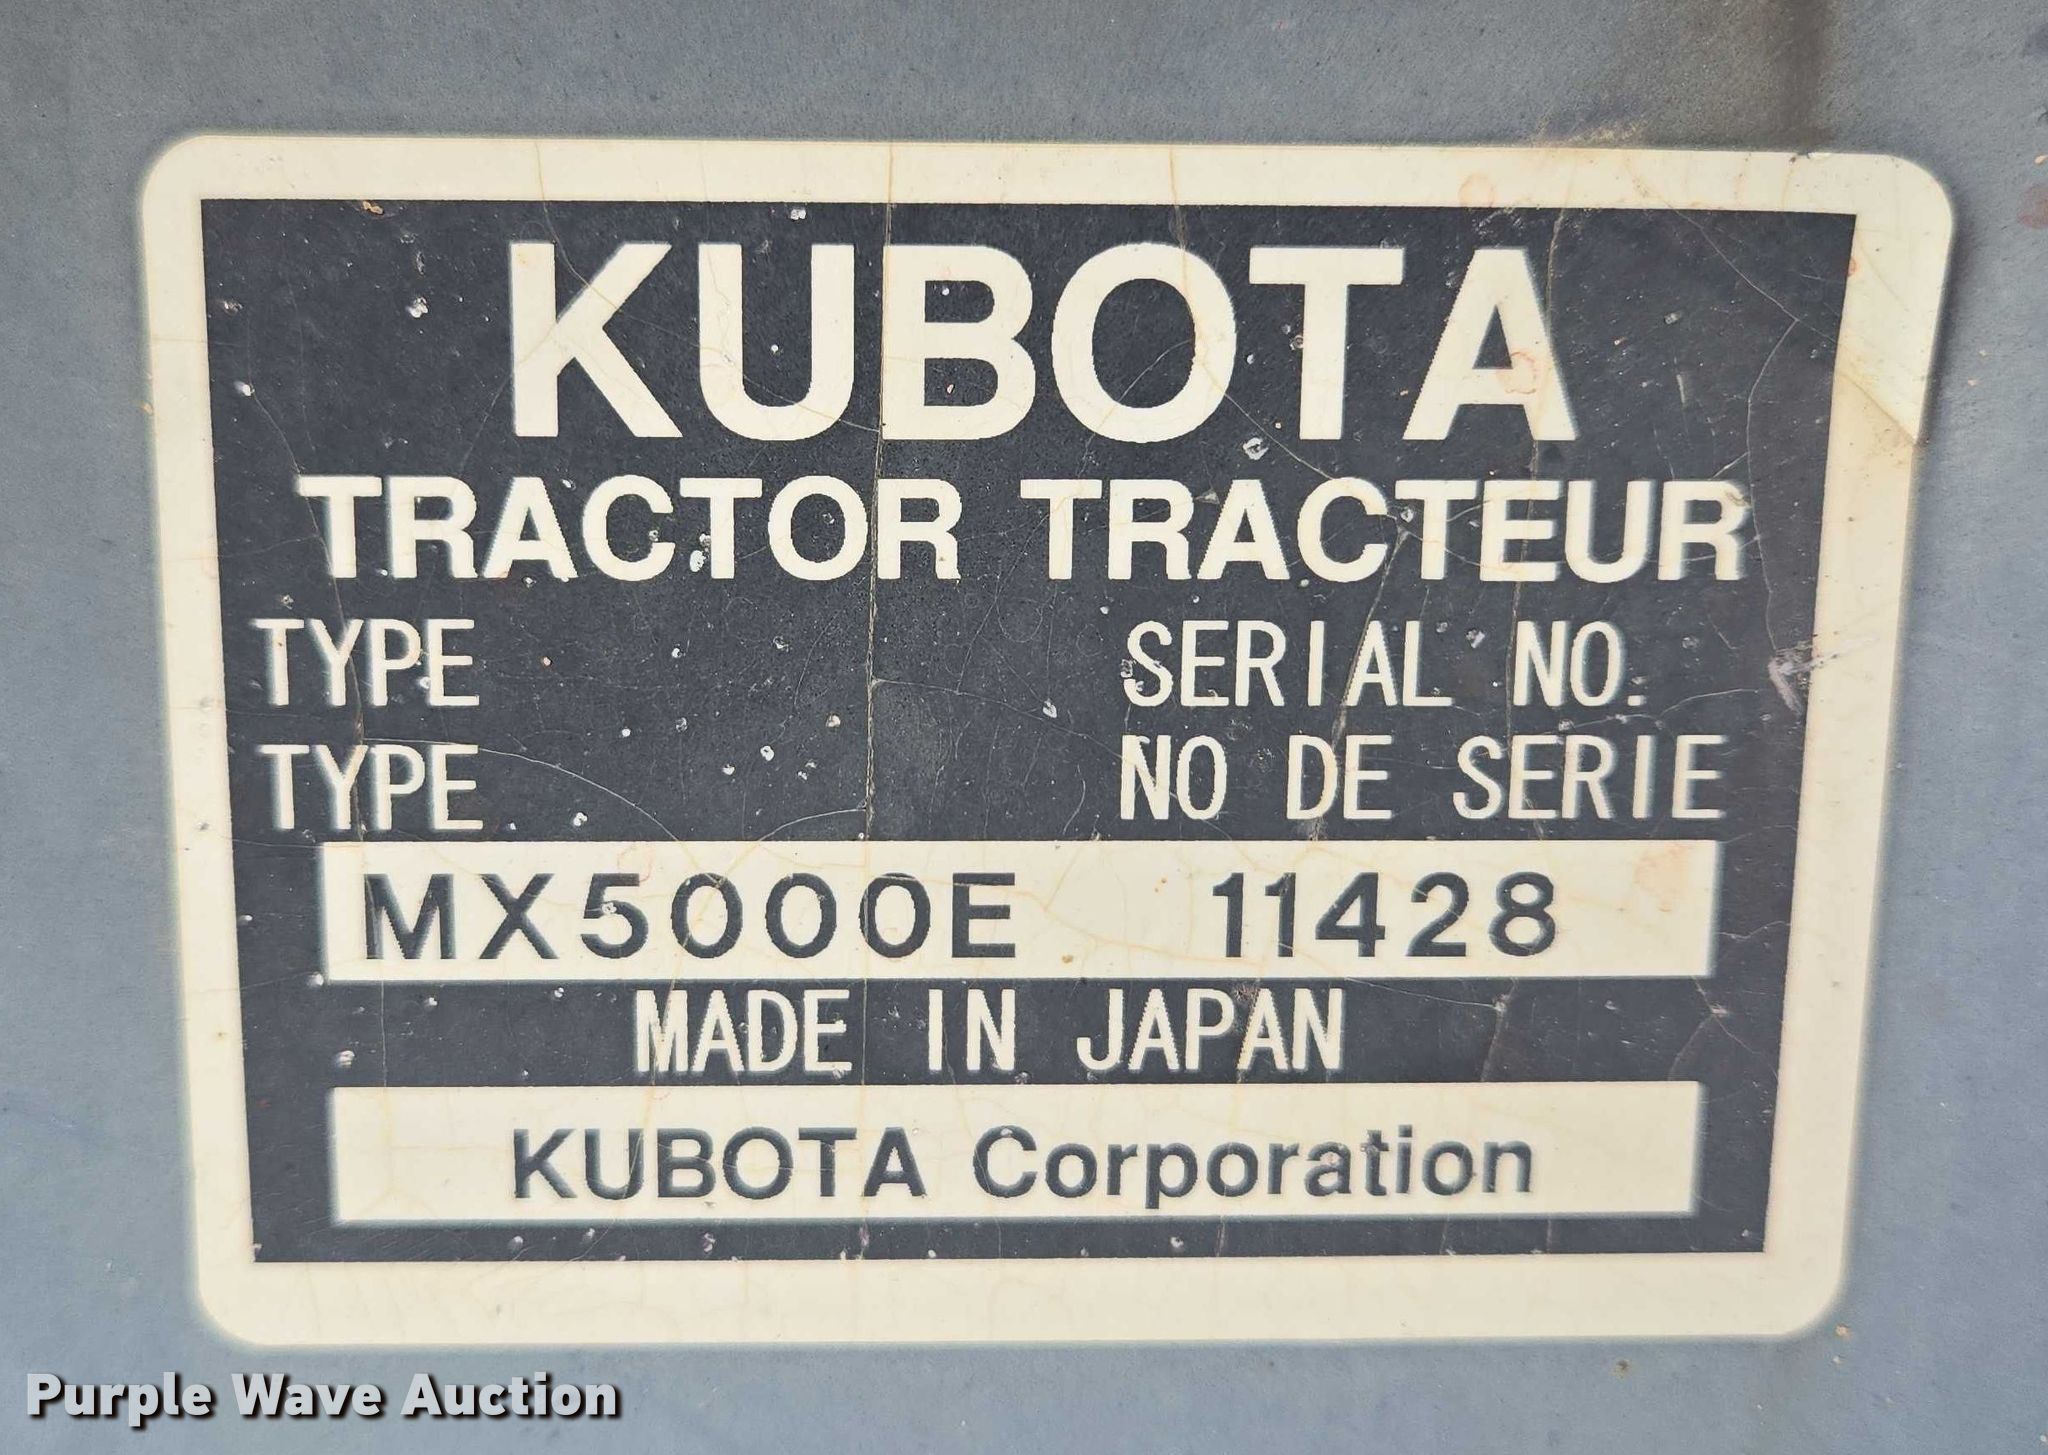 KUBOTA
TRACTOR TRACTEUR
TYPE SERIAL NO.
TYPE NO DE SERIE
MX5000E 11428
MADE IN JAPAN
KUBOTA Corporation
Purple Wave Auction